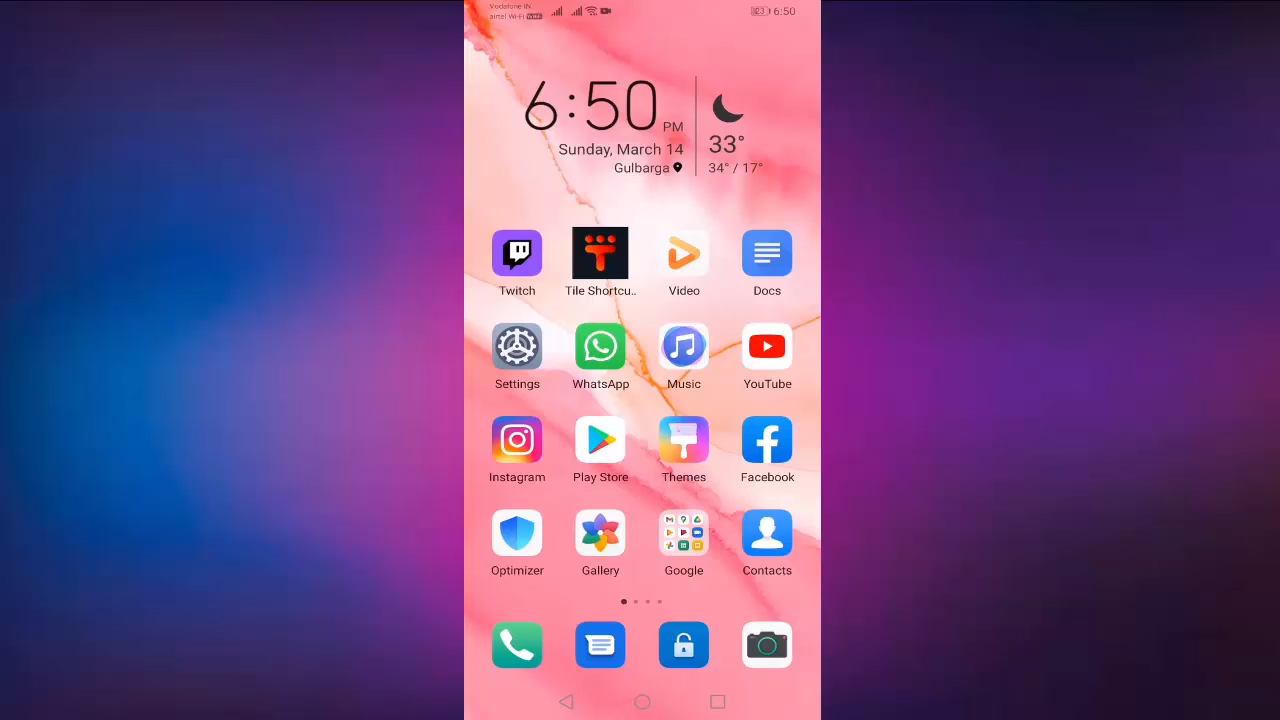 Vodafone IN
airtel Wi-Fi
23 6:50
6:50 PM
Sunday, March 14
Gulbarga
33°
34° / 17°
Twitch
Tile Shortcu..
Video
Docs
Settings
WhatsApp
Music
YouTube
Instagram
Play Store
Themes
Facebook
Optimizer
Gallery
Google
Contacts